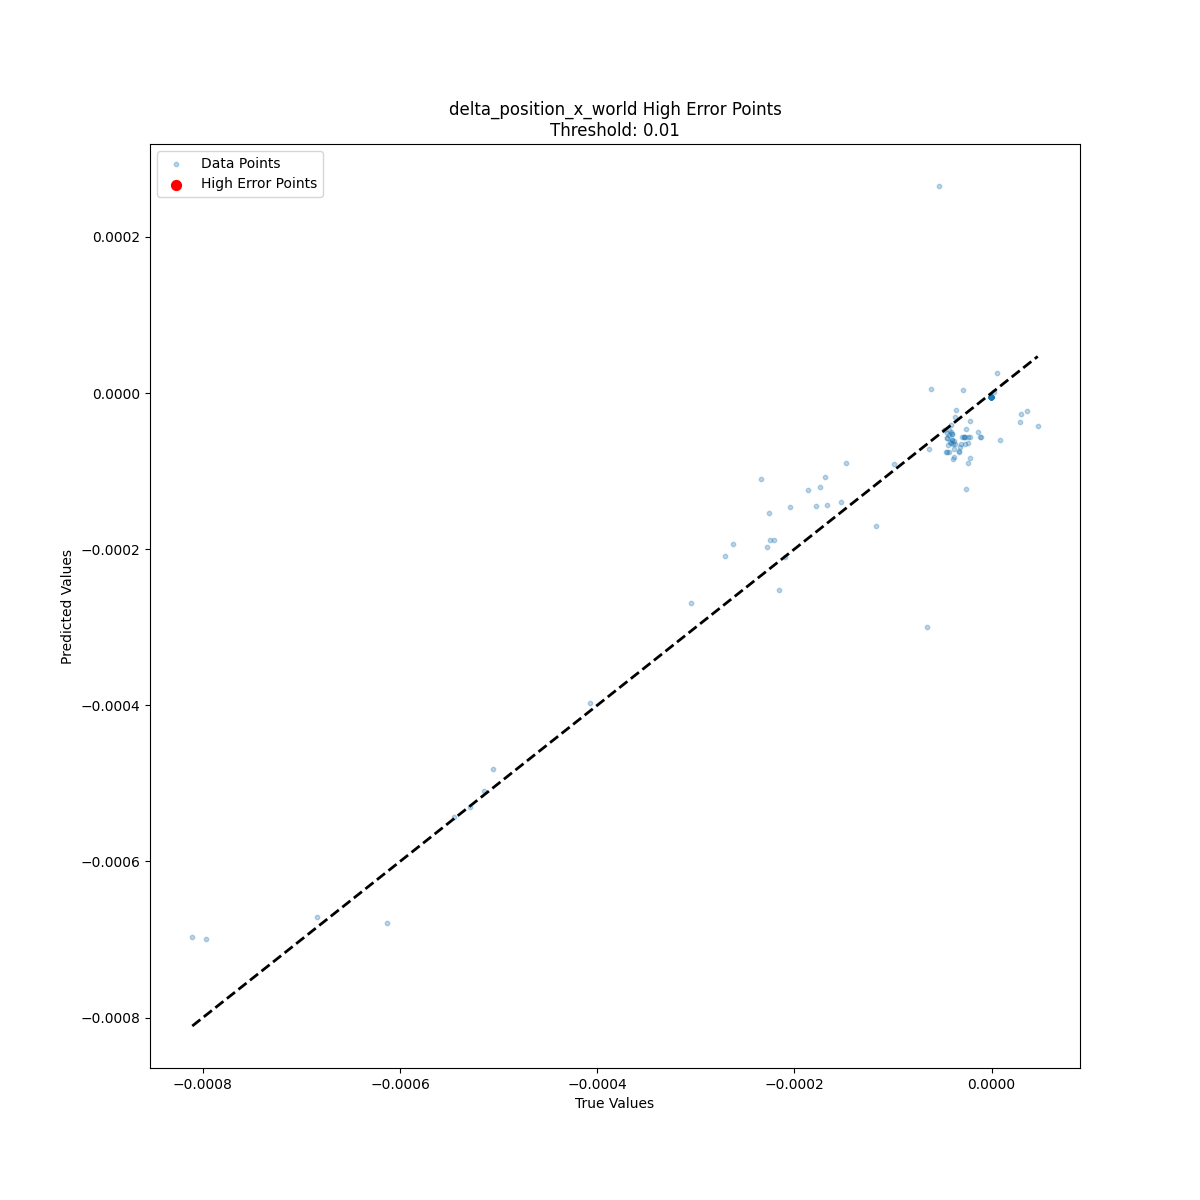 delta_position_x_world High Error Points
Threshold: 0.01
Data Points
High Error Points
0.0002
0.0000
−0.0002
−0.0004
−0.0006
−0.0008
Predicted Values
−0.0008
−0.0006
−0.0004
−0.0002
0.0000
True Values